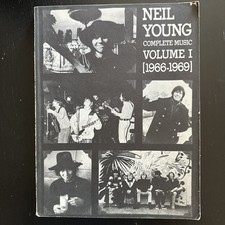 NEIL
YOUNG
COMPLETE MUSIC
VOLUME I
[1966-1969]